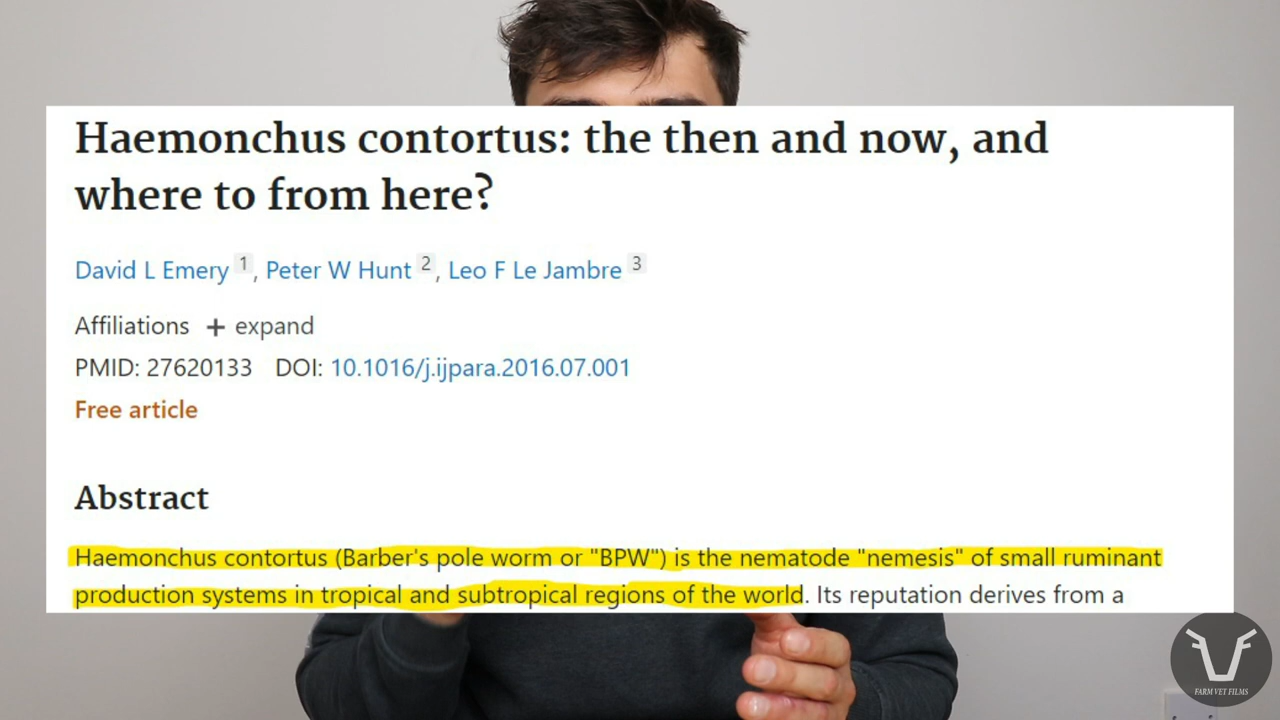 Haemonchus contortus: the then and now, and
where to from here?
David L Emery 1, Peter W Hunt 2, Leo F Le Jambre 3
Affiliations + expand
PMID: 27620133 DOI: 10.1016/j.ijpara.2016.07.001
Free article
Abstract
Haemonchus contortus (Barber's pole worm or "BPW") is the nematode "nemesis" of small ruminant
production systems in tropical and subtropical regions of the world. Its reputation derives from a
FARM VET FILMS